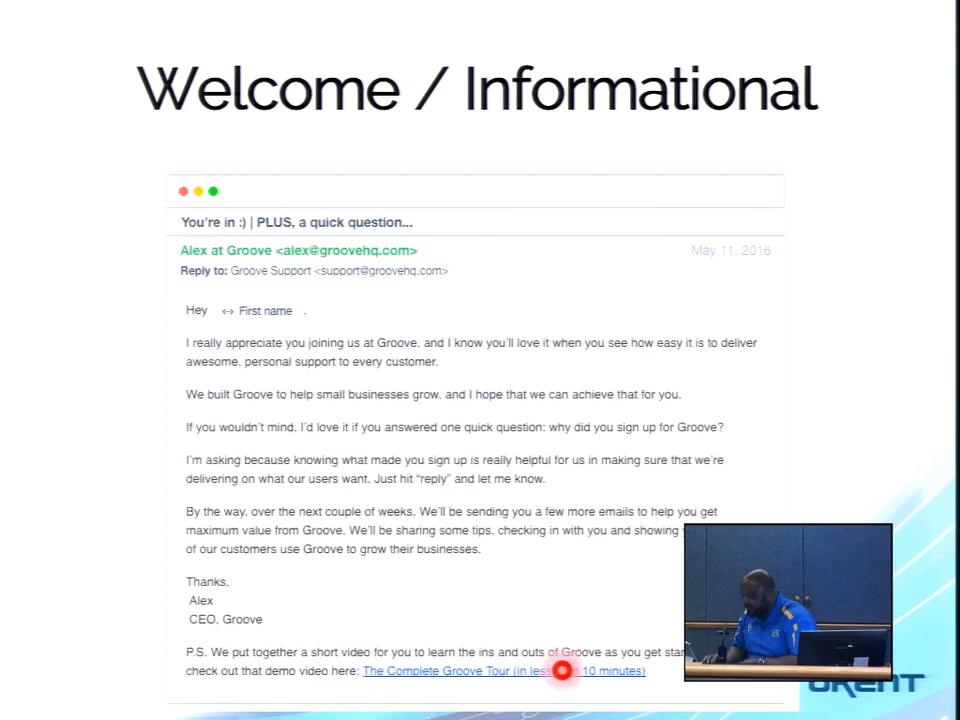 Welcome / Informational
You're in :) | PLUS, a quick question...
Alex at Groove <alex@groovehq.com>
May 11, 2016
Reply to: Groove Support <support@groovehq.com>
Hey ↔ First name .
I really appreciate you joining us at Groove, and I know you'll love it when you see how easy it is to deliver
awesome, personal support to every customer.
We built Groove to help small businesses grow, and I hope that we can achieve that for you.
If you wouldn't mind, I'd love it if you answered one quick question: why did you sign up for Groove?
I'm asking because knowing what made you sign up is really helpful for us in making sure that we're
delivering on what our users want. Just hit "reply" and let me know.
By the way, over the next couple of weeks, We'll be sending you a few more emails to help you get
maximum value from Groove. We'll be sharing some tips, checking in with you and showing
of our customers use Groove to grow their businesses.
Thanks,
Alex
CEO, Groove
P.S. We put together a short video for you to learn the ins and outs of Groove as you get
check out that demo video here: The Complete Groove Tour (in 10 minutes)